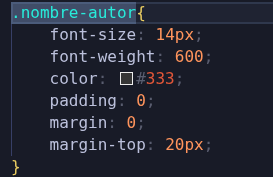 .nombre-autor{
    font-size: 14px;
    font-weight: 600;
    color: #333;
    padding: 0;
    margin: 0;
    margin-top: 20px;
}